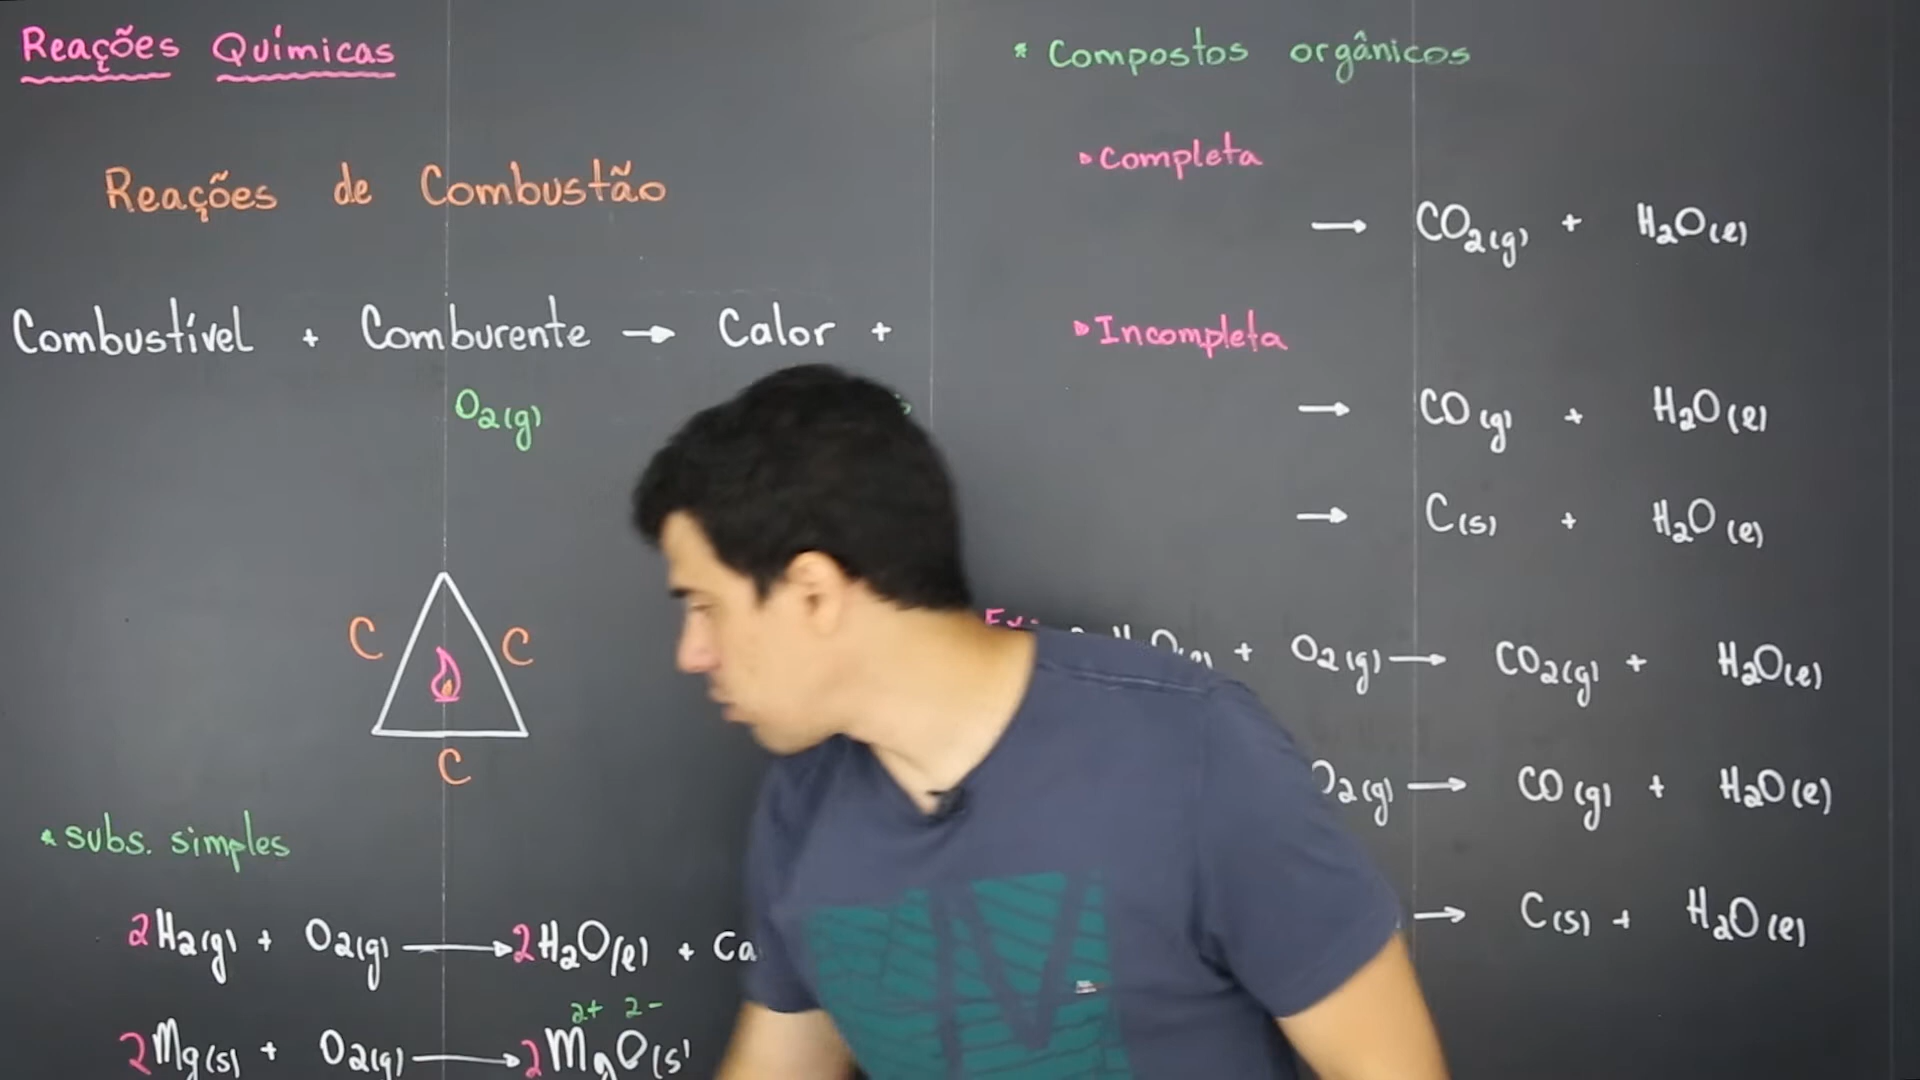 Reações Químicas
Reações de Combustão
Combustível + Comburente → Calor +
O₂(g)
C C
C
* subs. simples
2H₂(g) + O₂(g) → 2H₂O(l) +
2+ 2-
2Mg(s) + O₂(g) → 2MgO(s)
* Compostos orgânicos
▹ Completa
→ CO₂(g) + H₂O(l)
▹ Incompleta
→ CO(g) + H₂O(l)
→ C(s) + H₂O(l)
+ O₂(g) → CO₂(g) + H₂O(l)
O₂(g) → CO(g) + H₂O(l)
→ C(s) + H₂O(l)